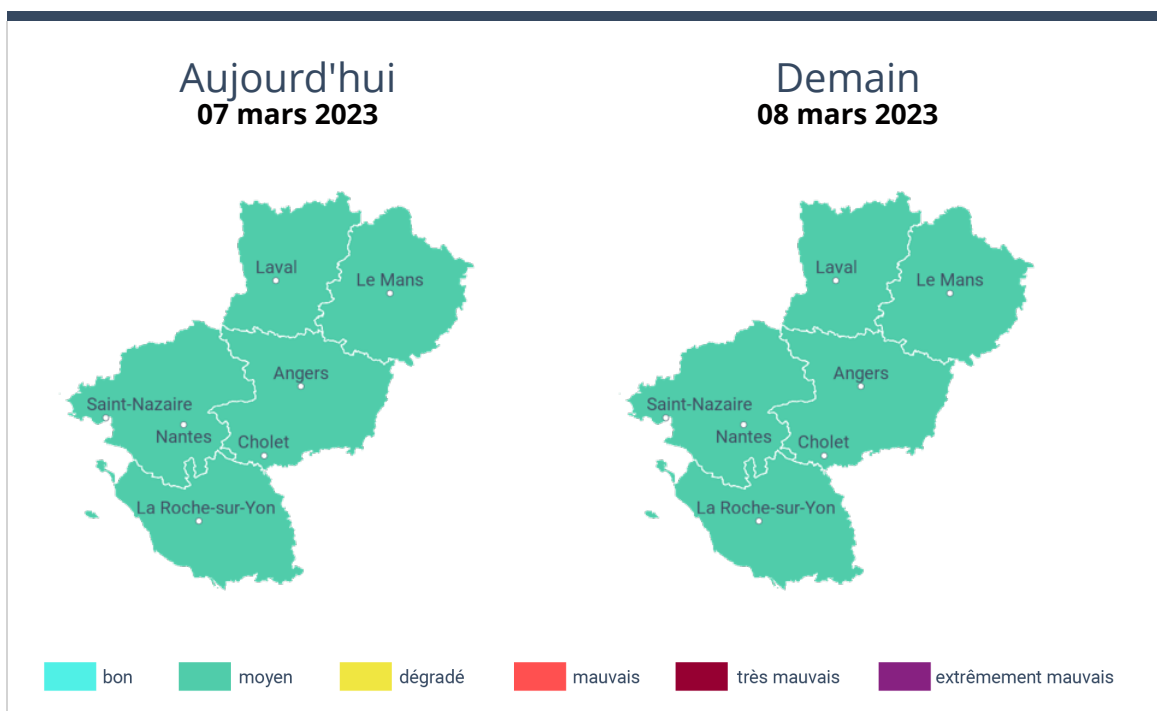 Aujourd'hui
07 mars 2023
Laval
Le Mans
Angers
Saint-Nazaire
Nantes
Cholet
La Roche-sur-Yon
Demain
08 mars 2023
Laval
Le Mans
Angers
Saint-Nazaire
Nantes
Cholet
La Roche-sur-Yon
bon moyen dégradé mauvais très mauvais extrêmement mauvais